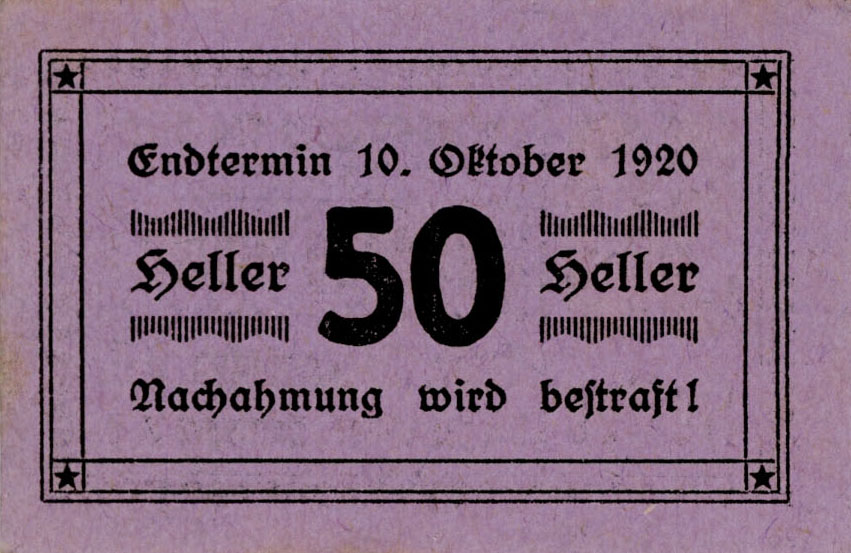 Endtermin 10. Oktober 1920
Heller 50 Heller
Nachahmung wird bestraft!